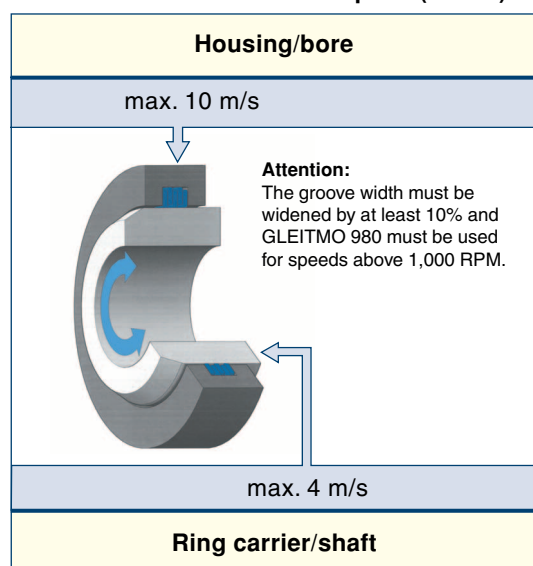 Housing/bore
max. 10 m/s
Attention:
The groove width must be
widened by at least 10% and
GLEITMO 980 must be used
for speeds above 1,000 RPM.
max. 4 m/s
Ring carrier/shaft